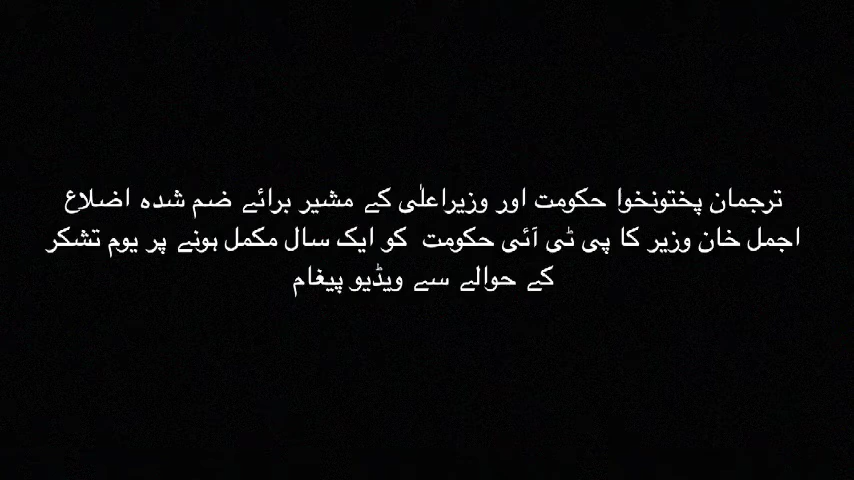 ترجمان پختونخوا حکومت اور وزیراعلٰی کے مشیر برائے ضم شدہ اضلاع
اجمل خان وزیر کا پی ٹی آئی حکومت کو ایک سال مکمل ہونے پر یوم تشکر
کے حوالے سے ویڈیو پیغام